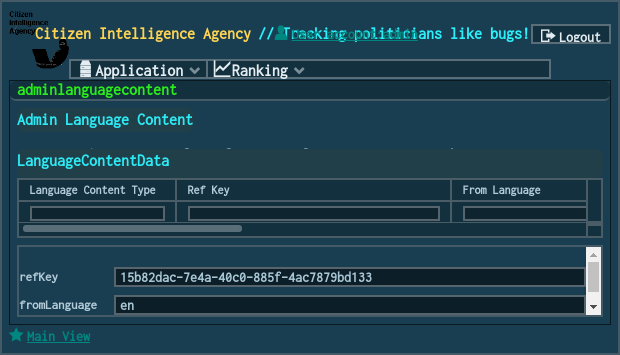 Citizen
Intelligence
Agency
Citizen Intelligence Agency // Tracking politicians like bugs!
Logout
Application Ranking
adminlanguagecontent
Admin Language Content
LanguageContentData
Language Content Type Ref Key From Language
refKey 15b82dac-7e4a-40c0-885f-4ac7879bd133
fromLanguage en
Main View